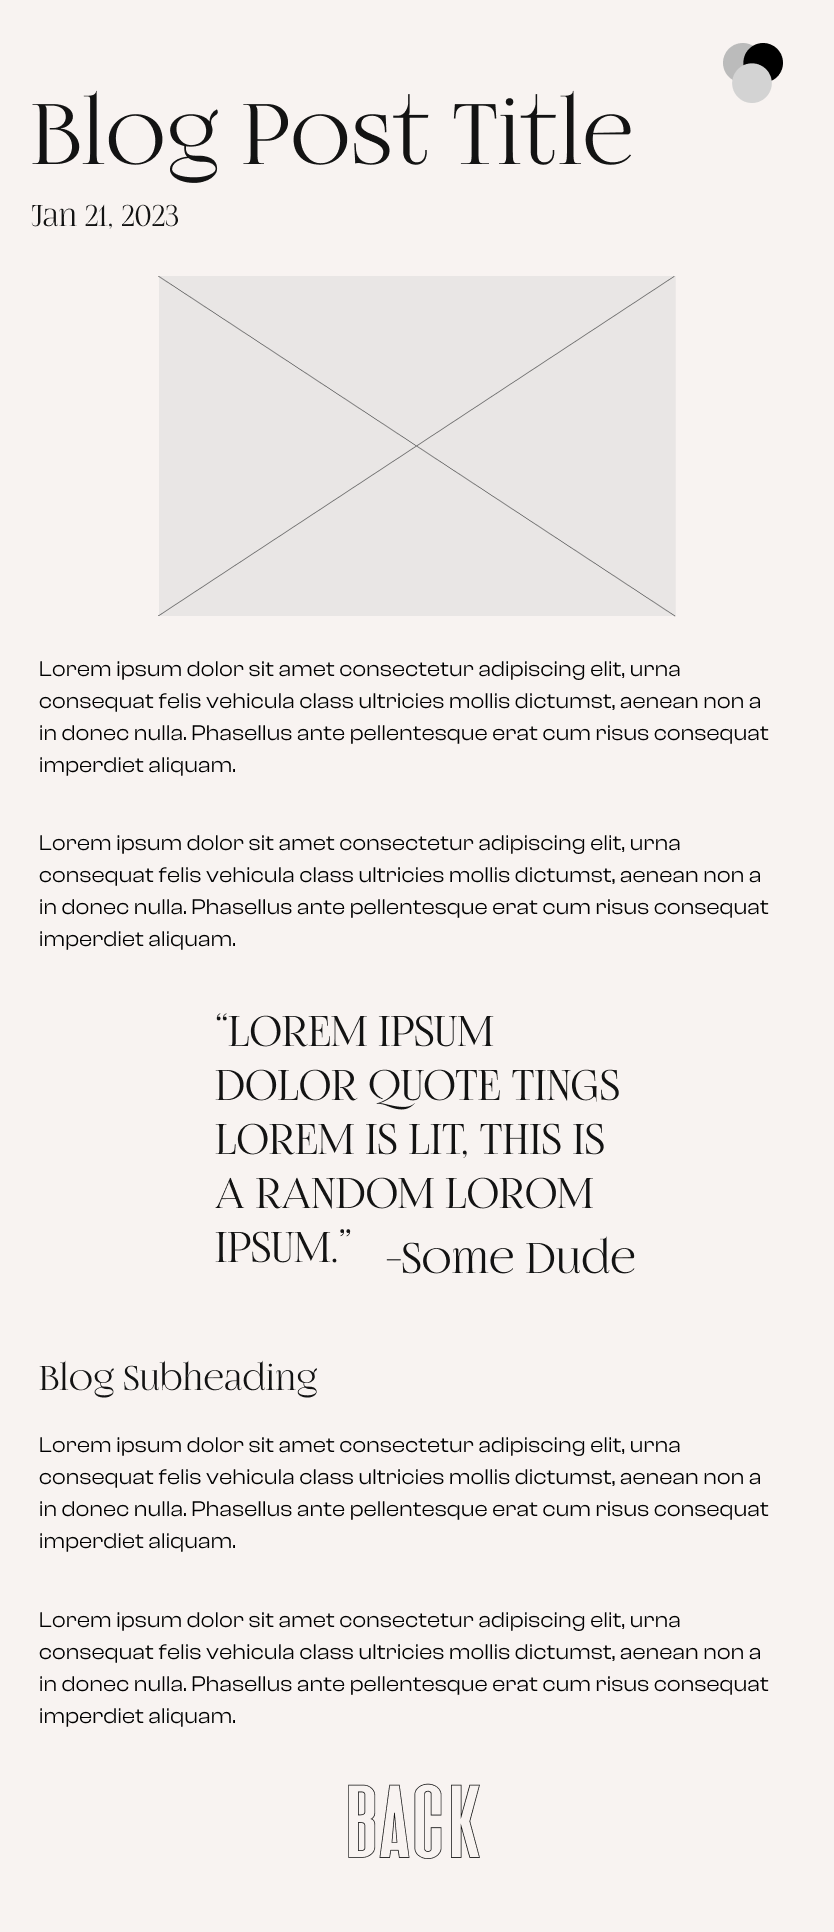 Blog Post Title
Jan 21, 2023
Lorem ipsum dolor sit amet consectetur adipiscing elit, urna
consequat felis vehicula class ultricies mollis dictumst, aenean non a
in donec nulla. Phasellus ante pellentesque erat cum risus consequat
imperdiet aliquam.
Lorem ipsum dolor sit amet consectetur adipiscing elit, urna
consequat felis vehicula class ultricies mollis dictumst, aenean non a
in donec nulla. Phasellus ante pellentesque erat cum risus consequat
imperdiet aliquam.
“LOREM IPSUM
DOLOR QUOTE TINGS
LOREM IS LIT, THIS IS
A RANDOM LOROM
IPSUM.” -Some Dude
Blog Subheading
Lorem ipsum dolor sit amet consectetur adipiscing elit, urna
consequat felis vehicula class ultricies mollis dictumst, aenean non a
in donec nulla. Phasellus ante pellentesque erat cum risus consequat
imperdiet aliquam.
Lorem ipsum dolor sit amet consectetur adipiscing elit, urna
consequat felis vehicula class ultricies mollis dictumst, aenean non a
in donec nulla. Phasellus ante pellentesque erat cum risus consequat
imperdiet aliquam.
BACK